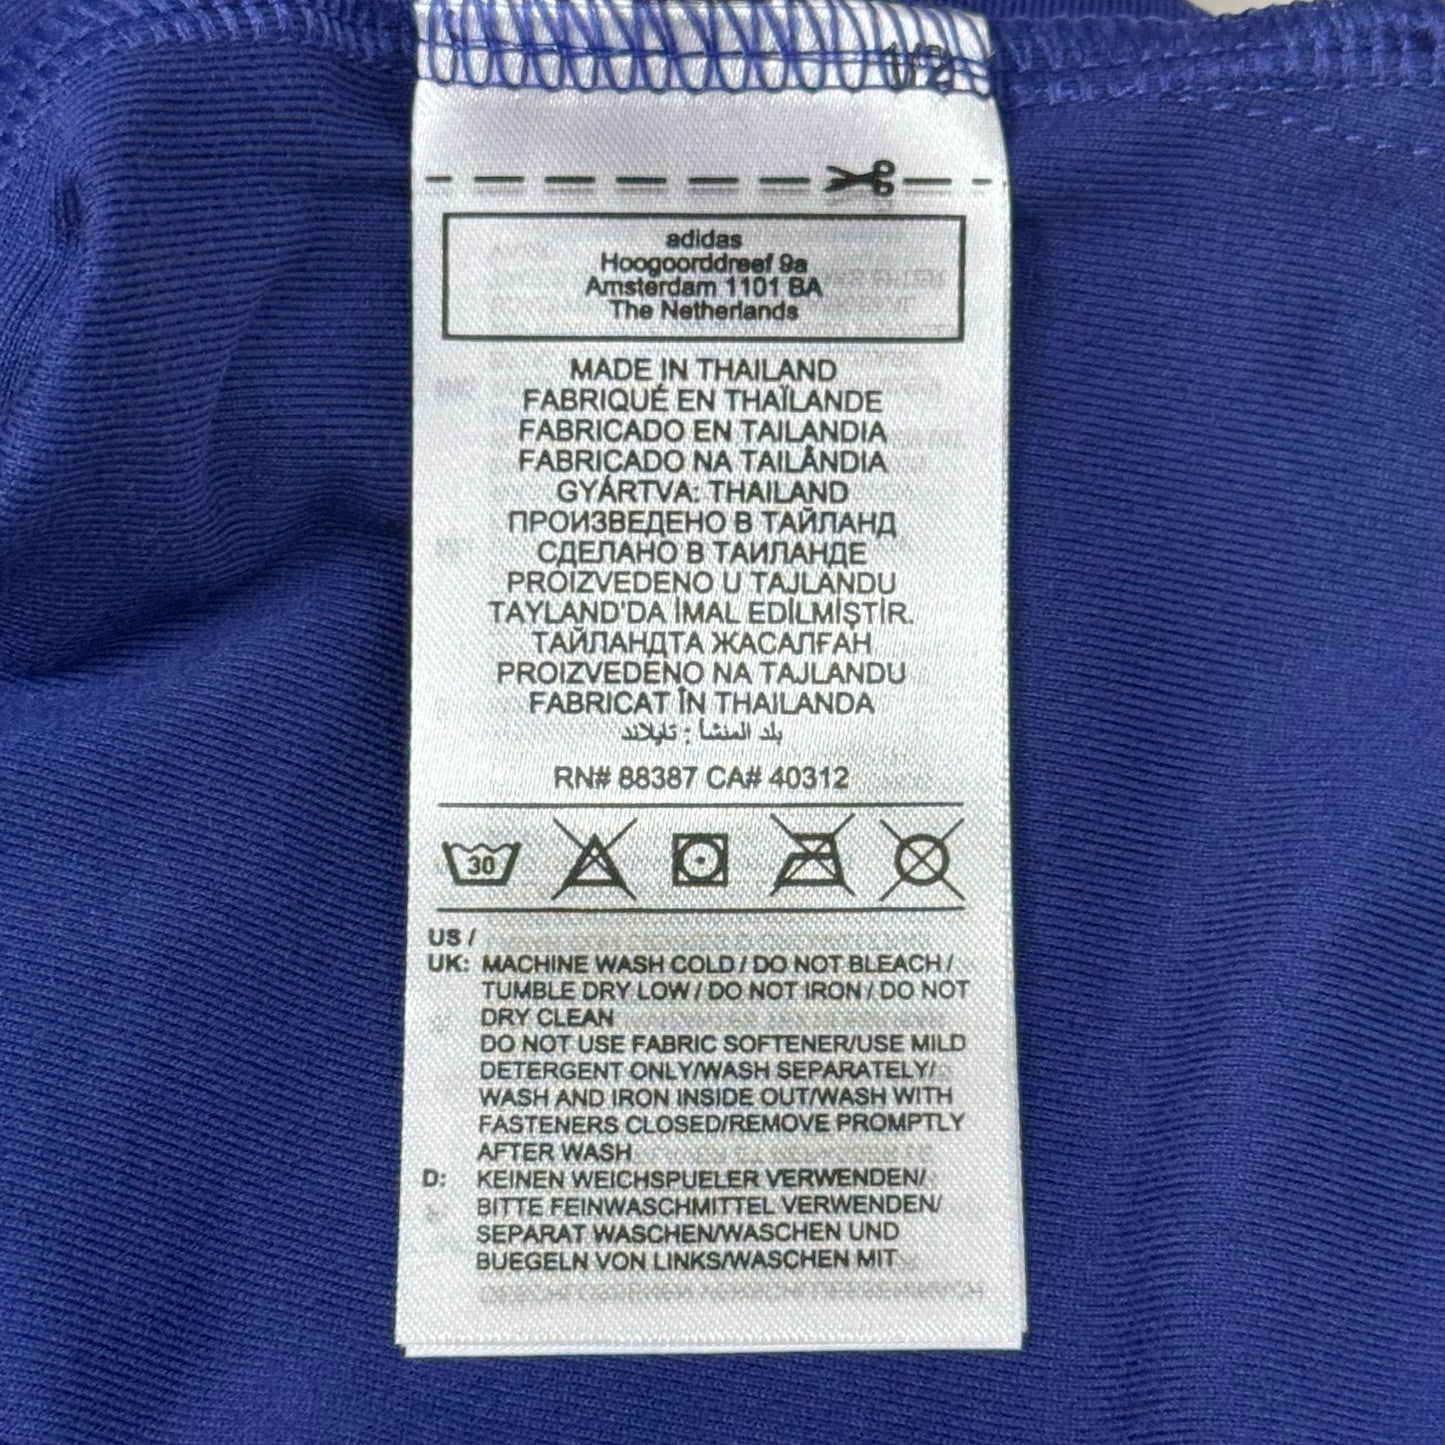 1/2
adidas
Hoogoorddreef 9a
Amsterdam 1101 BA
The Netherlands
MADE IN THAILAND
FABRIQUÉ EN THAÏLANDE
FABRICADO EN TAILANDIA
FABRICADO NA TAILÂNDIA
GYÁRTVA: THAILAND
ПРОИЗВЕДЕНО В ТАЙЛАНД
СДЕЛАНО В ТАИЛАНДЕ
PROIZVEDENO U TAJLANDU
TAYLAND'DA İMAL EDİLMİŞTİR.
ТАЙЛАНДТА ЖАСАЛҒАН
PROIZVEDENO NA TAJLANDU
FABRICAT ÎN THAILANDA
بلد المنشأ : تايلاند
RN# 88387 CA# 40312
30
US /
UK: MACHINE WASH COLD / DO NOT BLEACH /
TUMBLE DRY LOW / DO NOT IRON / DO NOT
DRY CLEAN
DO NOT USE FABRIC SOFTENER/USE MILD
DETERGENT ONLY/WASH SEPARATELY/
WASH AND IRON INSIDE OUT/WASH WITH
FASTENERS CLOSED/REMOVE PROMPTLY
AFTER WASH
D: KEINEN WEICHSPUELER VERWENDEN/
BITTE FEINWASCHMITTEL VERWENDEN/
SEPARAT WASCHEN/WASCHEN UND
BUEGELN VON LINKS/WASCHEN MIT